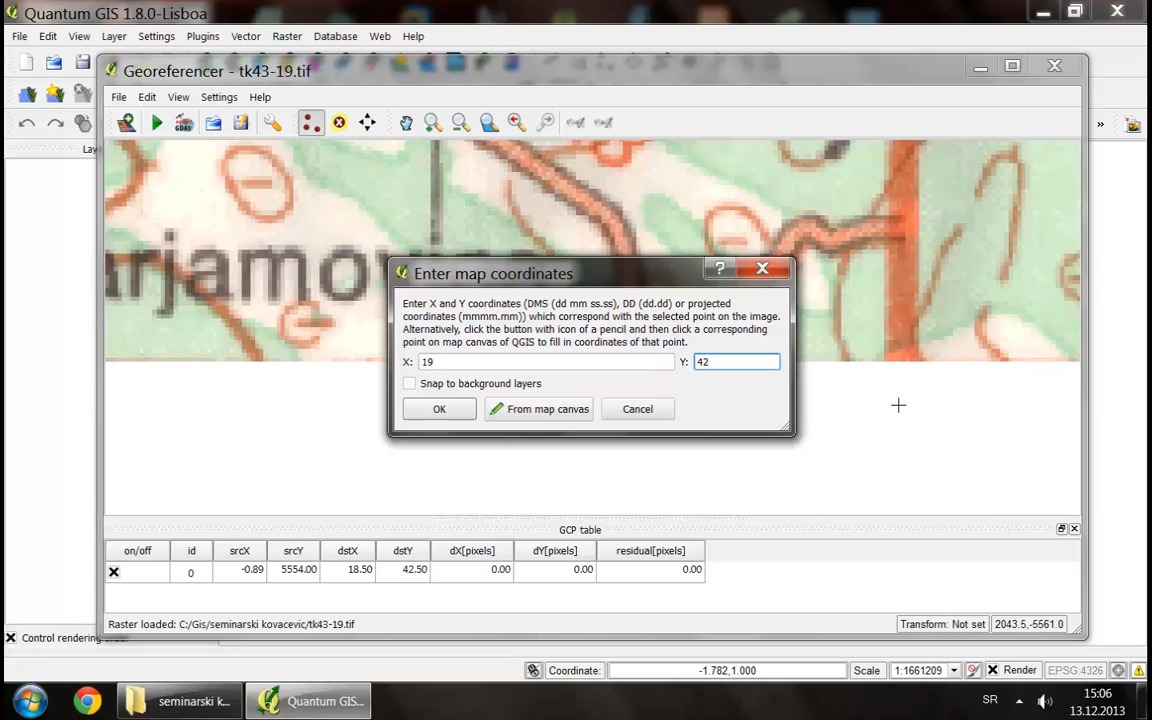 Quantum GIS 1.8.0-Lisboa
File Edit View Layer Settings Plugins Vector Raster Database Web Help
Georeferencer - tk43-19.tif
File Edit View Settings Help
GDAL
»
Lay
arjamov
Enter map coordinates
Enter X and Y coordinates (DMS (dd mm ss.ss), DD (dd.dd) or projected
coordinates (mmmm.mm)) which correspond with the selected point on the image.
Alternatively, click the button with icon of a pencil and then click a corresponding
point on map canvas of QGIS to fill in coordinates of that point.
X: 19 Y: 42
Snap to background layers
OK From map canvas Cancel
GCP table
on/off id srcX srcY dstX dstY dX[pixels] dY[pixels] residual[pixels]
0 -0.89 5554.00 18.50 42.50 0.00 0.00 0.00
Raster loaded: C:/Gis/seminarski kovacevic/tk43-19.tif Transform: Not set 2043.5,-5561.0
Control rendering
Coordinate: -1.782,1.000 Scale 1:1661209 Render EPSG:4326
seminarski k... Quantum GIS... SR 15:06
13.12.2013